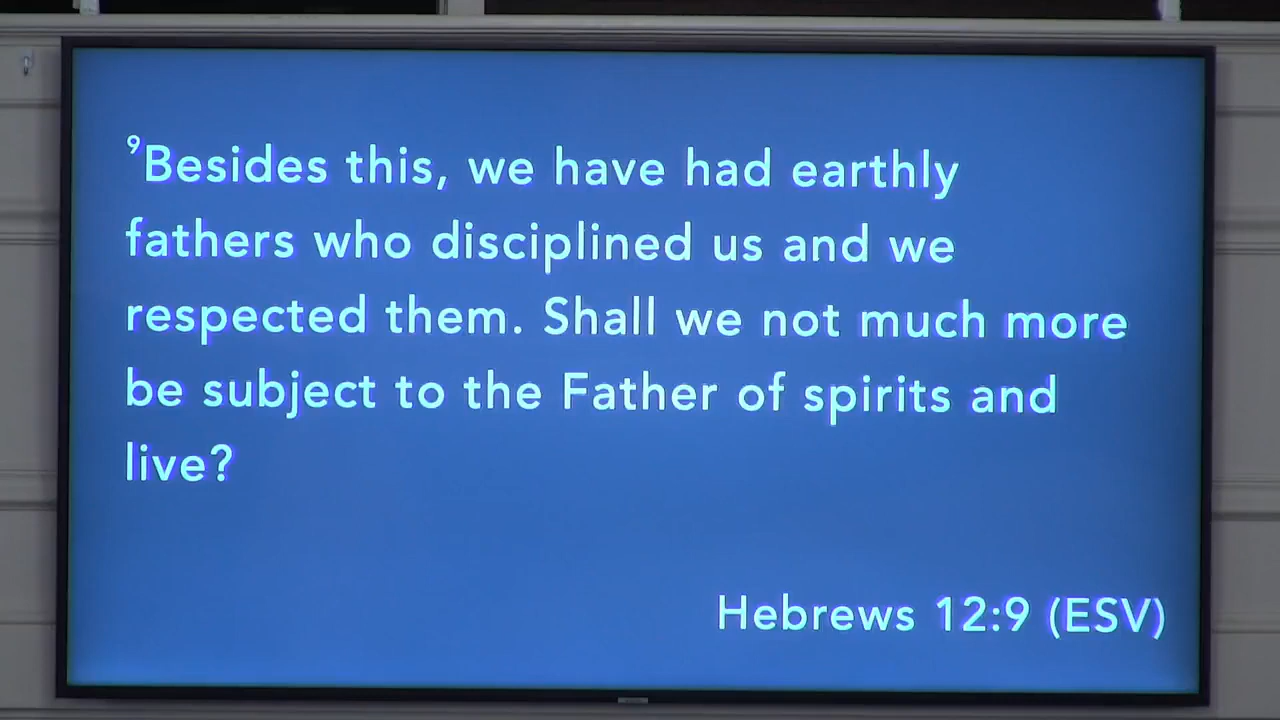 ⁹Besides this, we have had earthly
fathers who disciplined us and we
respected them. Shall we not much more
be subject to the Father of spirits and
live?
Hebrews 12:9 (ESV)